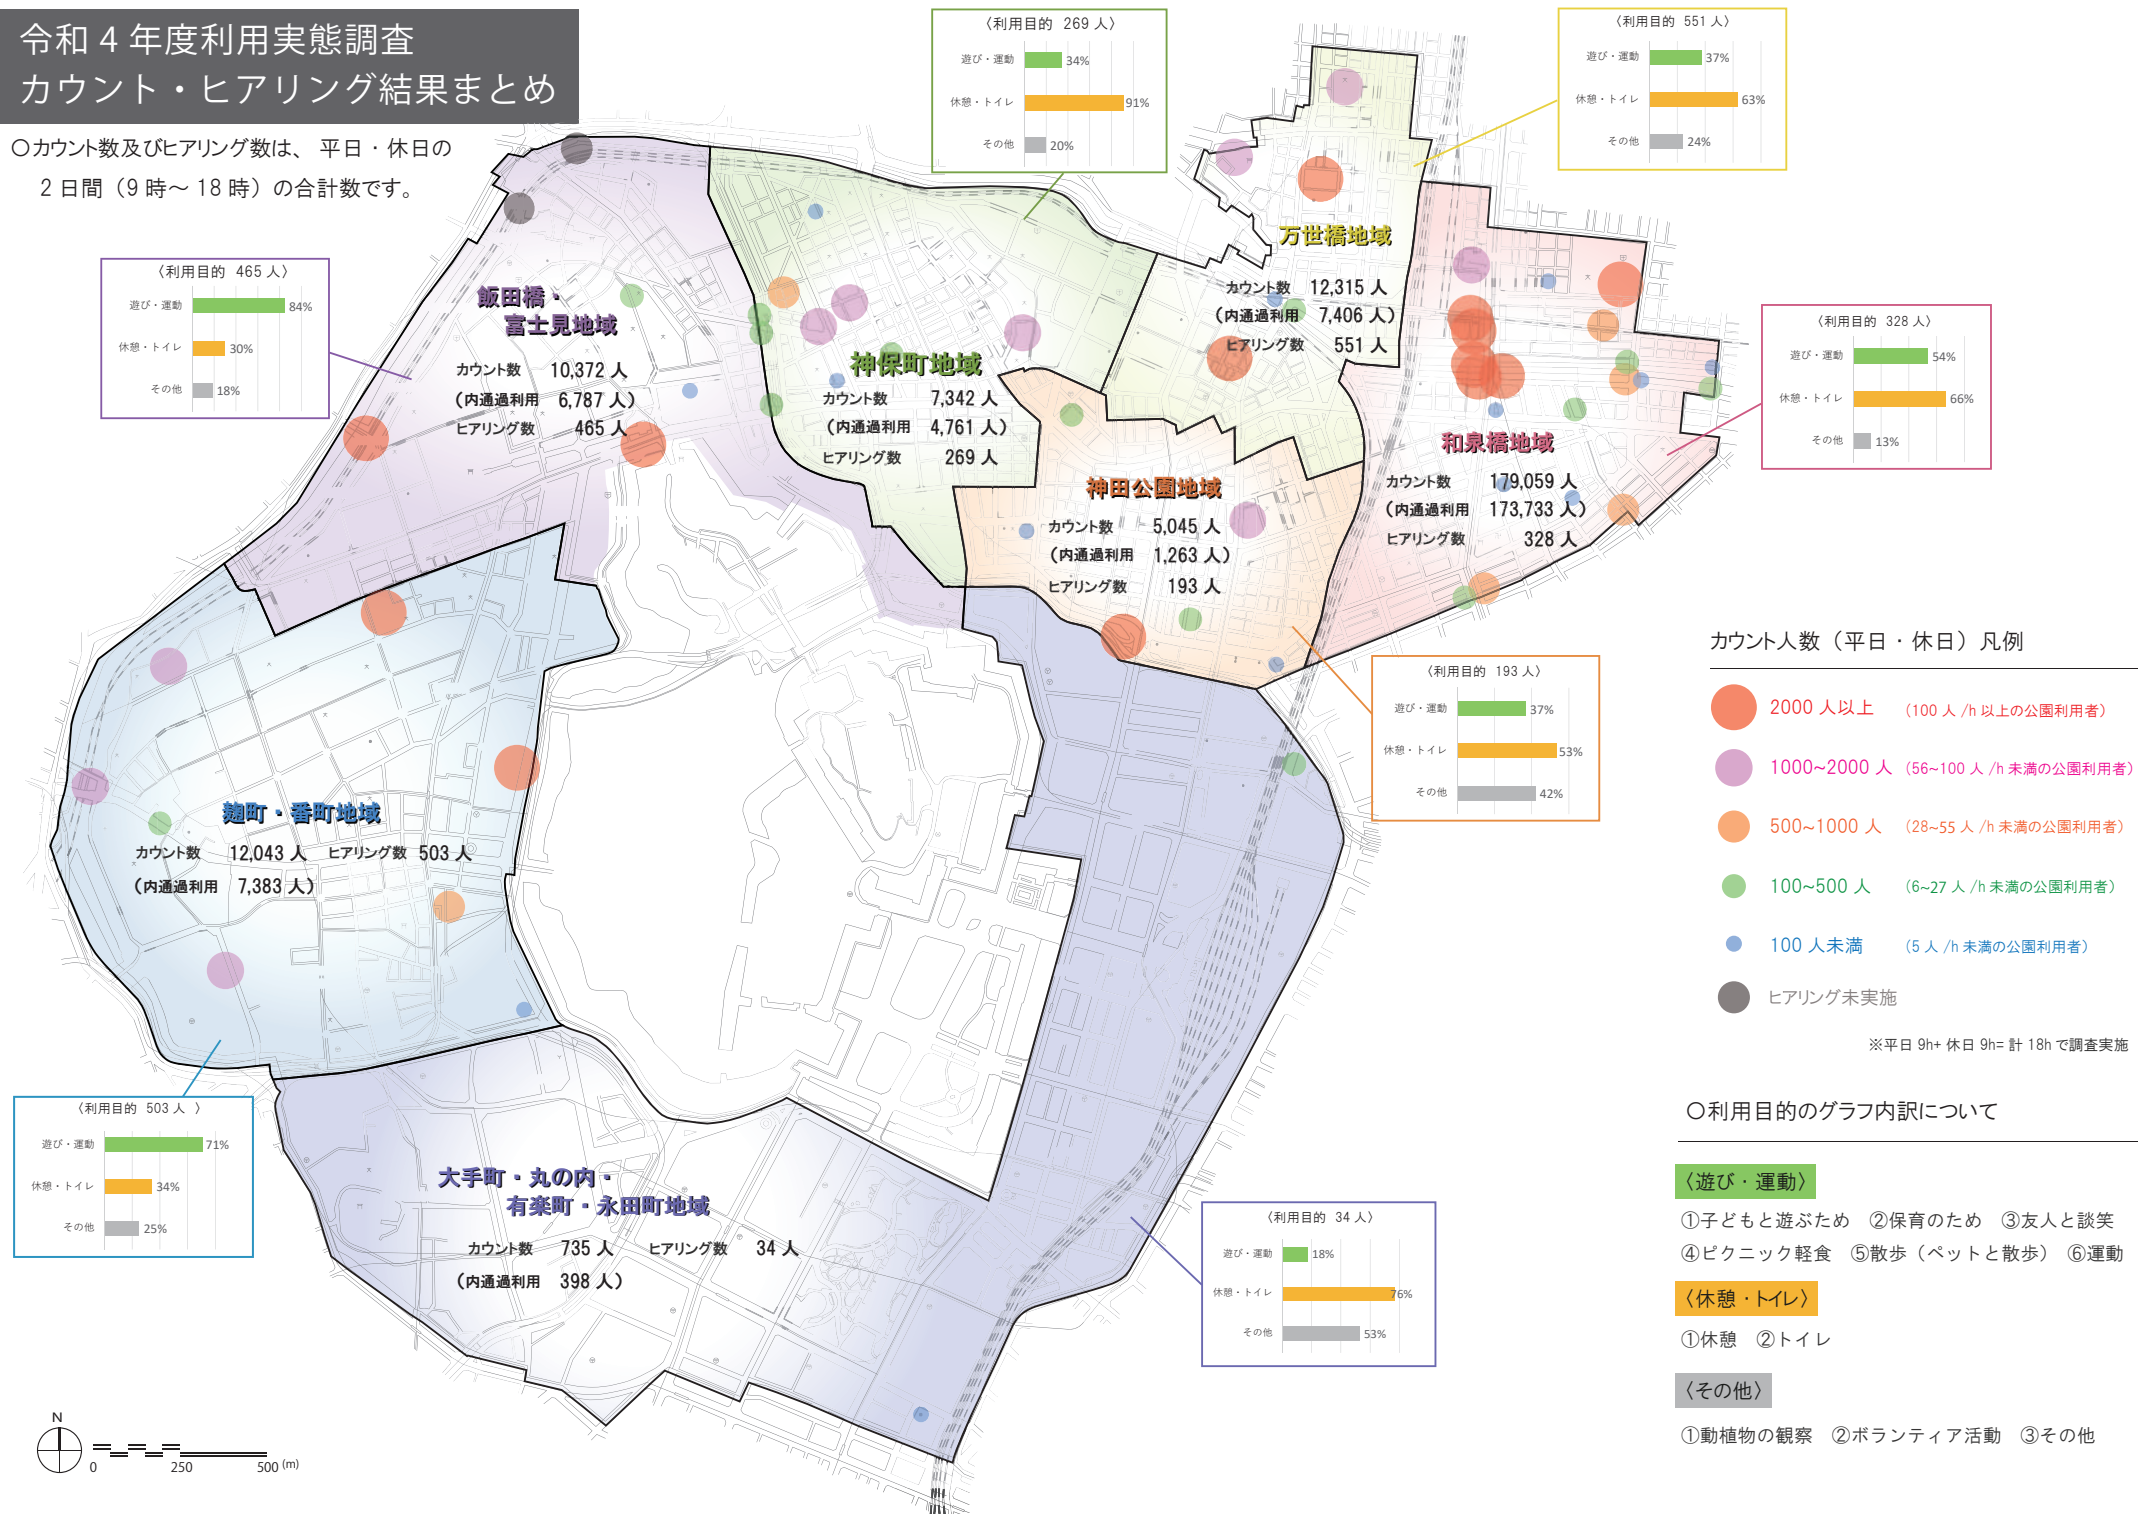 令和4年度利用実態調査
カウント・ヒアリング結果まとめ
〇カウント数及びヒアリング数は、平日・休日の
2日間（9時～18時）の合計数です。
〈利用目的 269人〉
遊び・運動 34%
休憩・トイレ 91%
その他 20%
〈利用目的 551人〉
遊び・運動 37%
休憩・トイレ 63%
その他 24%
〈利用目的 465人〉
遊び・運動 84%
休憩・トイレ 30%
その他 18%
〈利用目的 328人〉
遊び・運動 54%
休憩・トイレ 66%
その他 13%
飯田橋・
富士見地域
カウント数 10,372人
（内通過利用 6,787人）
ヒアリング数 465人
神保町地域
カウント数 7,342人
（内通過利用 4,761人）
ヒアリング数 269人
万世橋地域
カウント数 12,315人
（内通過利用 7,406人）
ヒアリング数 551人
和泉橋地域
カウント数 179,059人
（内通過利用 173,733人）
ヒアリング数 328人
神田公園地域
カウント数 5,045人
（内通過利用 1,263人）
ヒアリング数 193人
〈利用目的 193人〉
遊び・運動 37%
休憩・トイレ 53%
その他 42%
麹町・番町地域
カウント数 12,043人 ヒアリング数 503人
（内通過利用 7,383人）
〈利用目的 503人 〉
遊び・運動 71%
休憩・トイレ 34%
その他 25%
大手町・丸の内・
有楽町・永田町地域
カウント数 735人 ヒアリング数 34人
（内通過利用 398人）
〈利用目的 34人〉
遊び・運動 18%
休憩・トイレ 76%
その他 53%
カウント人数（平日・休日）凡例
2000人以上 （100人/h以上の公園利用者）
1000~2000人 （56~100人/h未満の公園利用者）
500~1000人 （28~55人/h未満の公園利用者）
100~500人 （6~27人/h未満の公園利用者）
100人未満 （5人/h未満の公園利用者）
ヒアリング未実施
※平日9h+休日9h=計18hで調査実施
〇利用目的のグラフ内訳について
〈遊び・運動〉
①子どもと遊ぶため ②保育のため ③友人と談笑
④ピクニック軽食 ⑤散歩（ペットと散歩） ⑥運動
〈休憩・トイレ〉
①休憩 ②トイレ
〈その他〉
①動植物の観察 ②ボランティア活動 ③その他
N
0 250 500 (m)